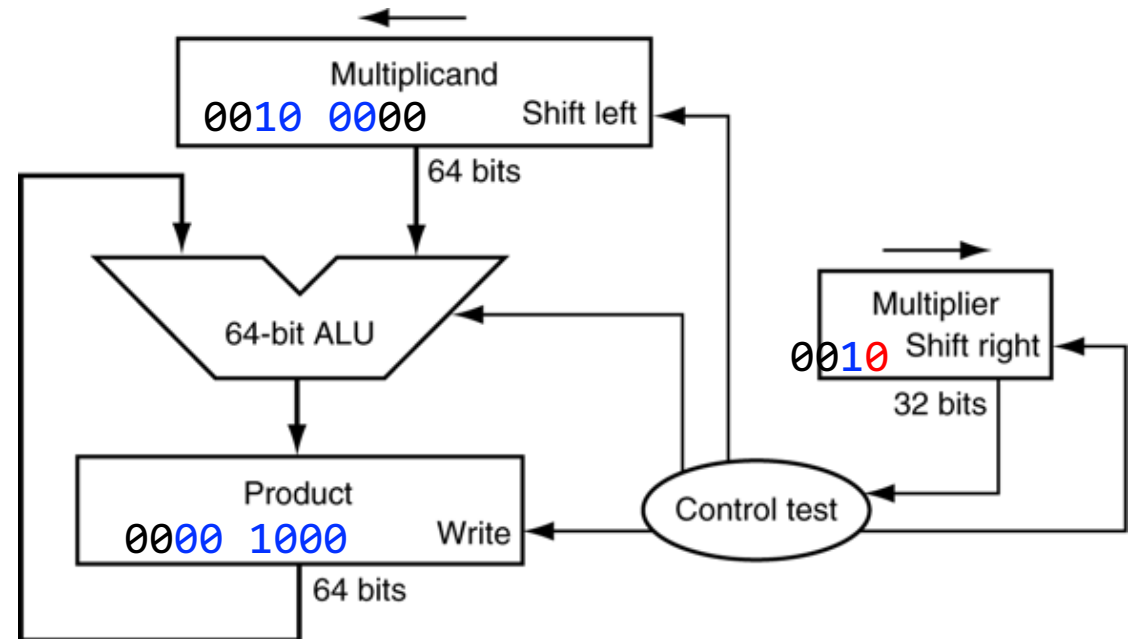 Multiplicand
0010 0000
Shift left
64 bits
64-bit ALU
Multiplier
0010
Shift right
32 bits
Control test
Product
0000 1000
Write
64 bits